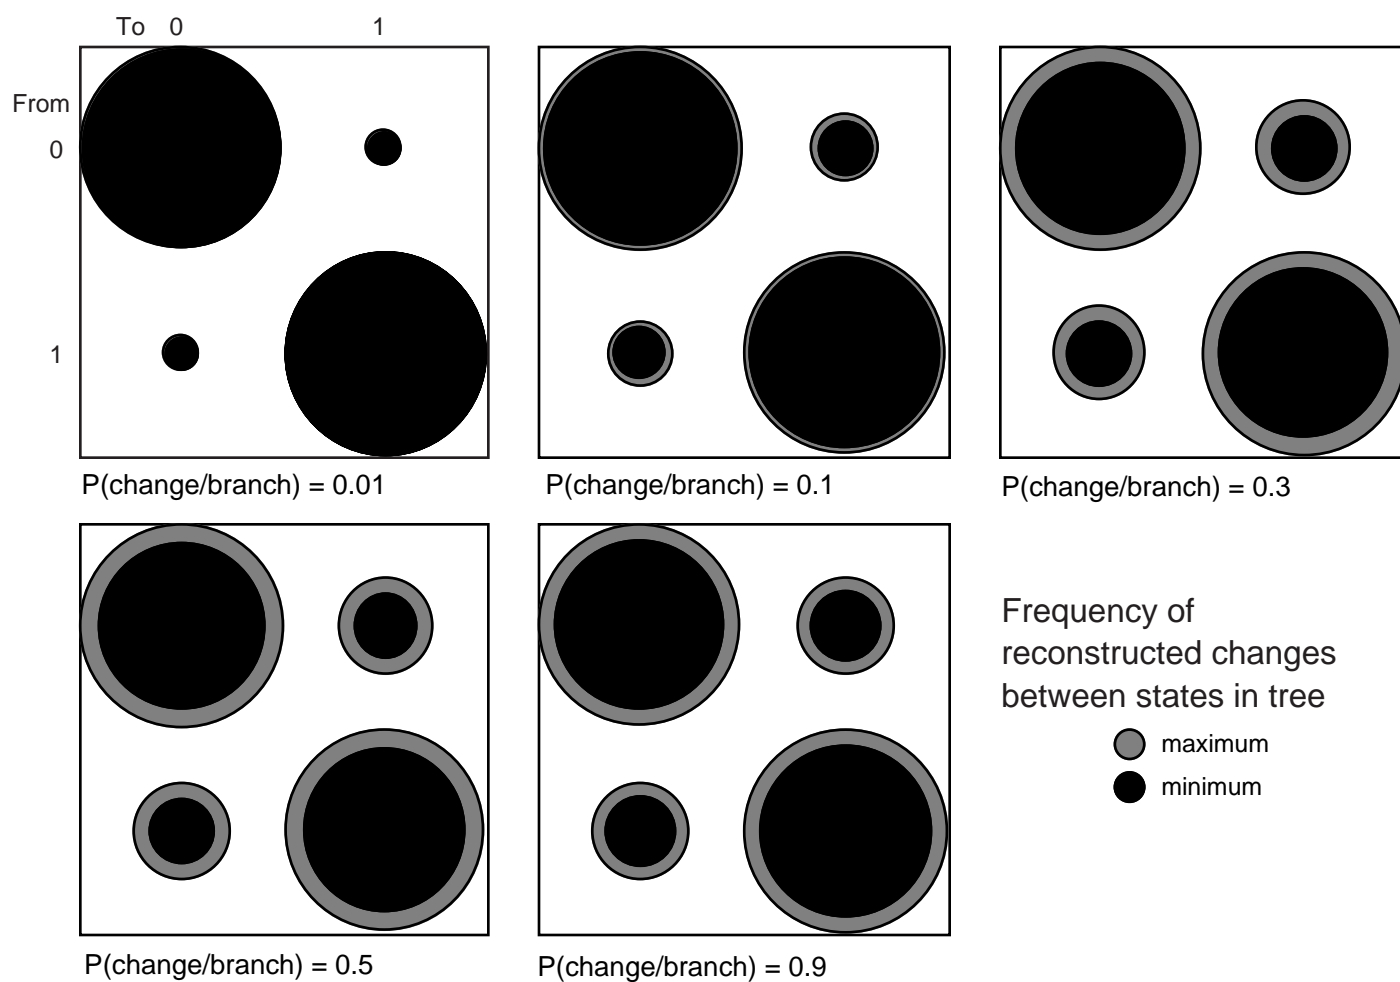 To 0 1
From
0
1
P(change/branch) = 0.01
P(change/branch) = 0.1
P(change/branch) = 0.3
P(change/branch) = 0.5
P(change/branch) = 0.9
Frequency of
reconstructed changes
between states in tree
maximum
minimum